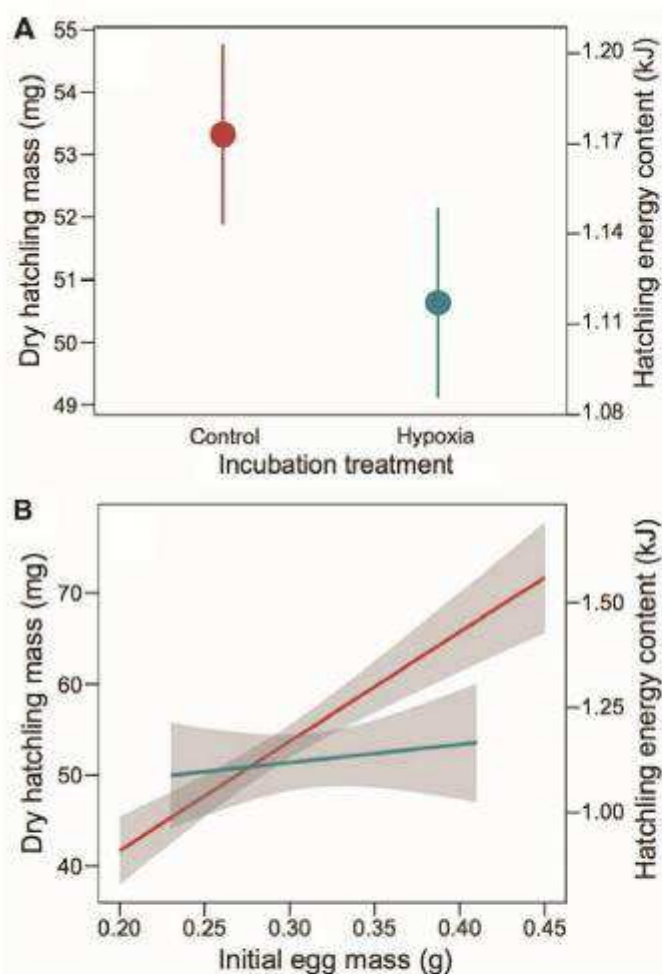 A
Dry hatchling mass (mg)
55
54
53
52
51
50
49
Hatchling energy content (kJ)
1.20
1.17
1.14
1.11
1.08
Control Hypoxia
Incubation treatment
B
Dry hatchling mass (mg)
70
60
50
40
Hatchling energy content (kJ)
1.50
1.25
1.00
0.20 0.25 0.30 0.35 0.40 0.45
Initial egg mass (g)